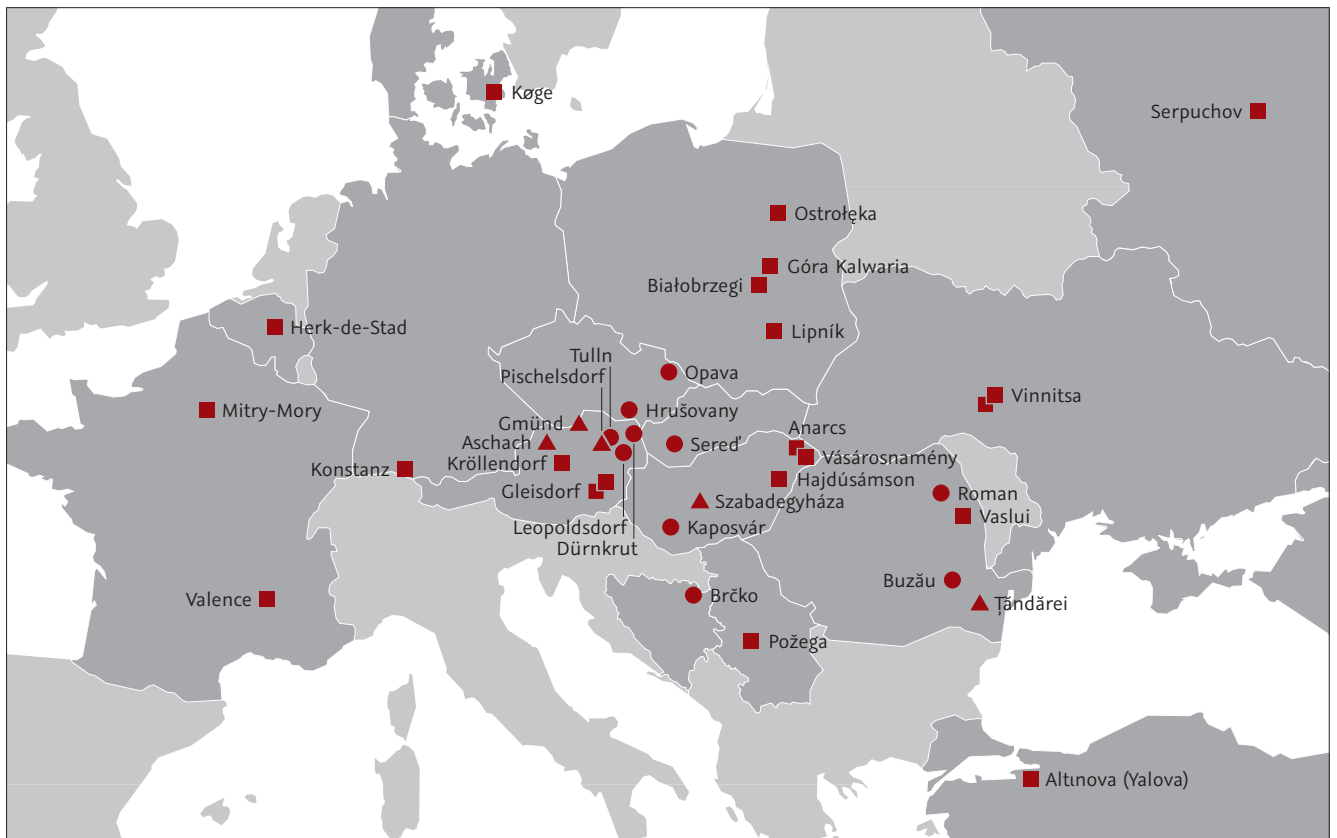 Køge
Serpuchov
Ostrołęka
Góra Kalwaria
Białobrzegi
Lipník
Herk-de-Stad
Tulln
Pischelsdorf
Opava
Mitry-Mory
Hrušovany
Vinnitsa
Gmünd
Anarcs
Aschach
Sereď
Kröllendorf
Vásárosnamény
Konstanz
Hajdúsámson
Gleisdorf
Szabadegyháza
Roman
Vaslui
Leopoldsdorf
Kaposvár
Dürnkrut
Buzău
Brčko
Valence
Ţăndărei
Požega
Altınova (Yalova)